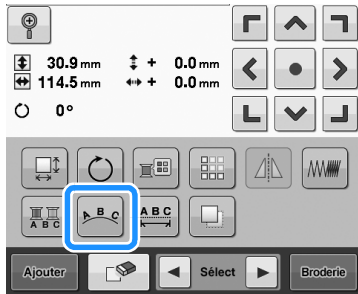 30.9 mm + 0.0 mm
114.5 mm + 0.0 mm
0°
A B C A B C A B C
Ajouter Sélect Broderie